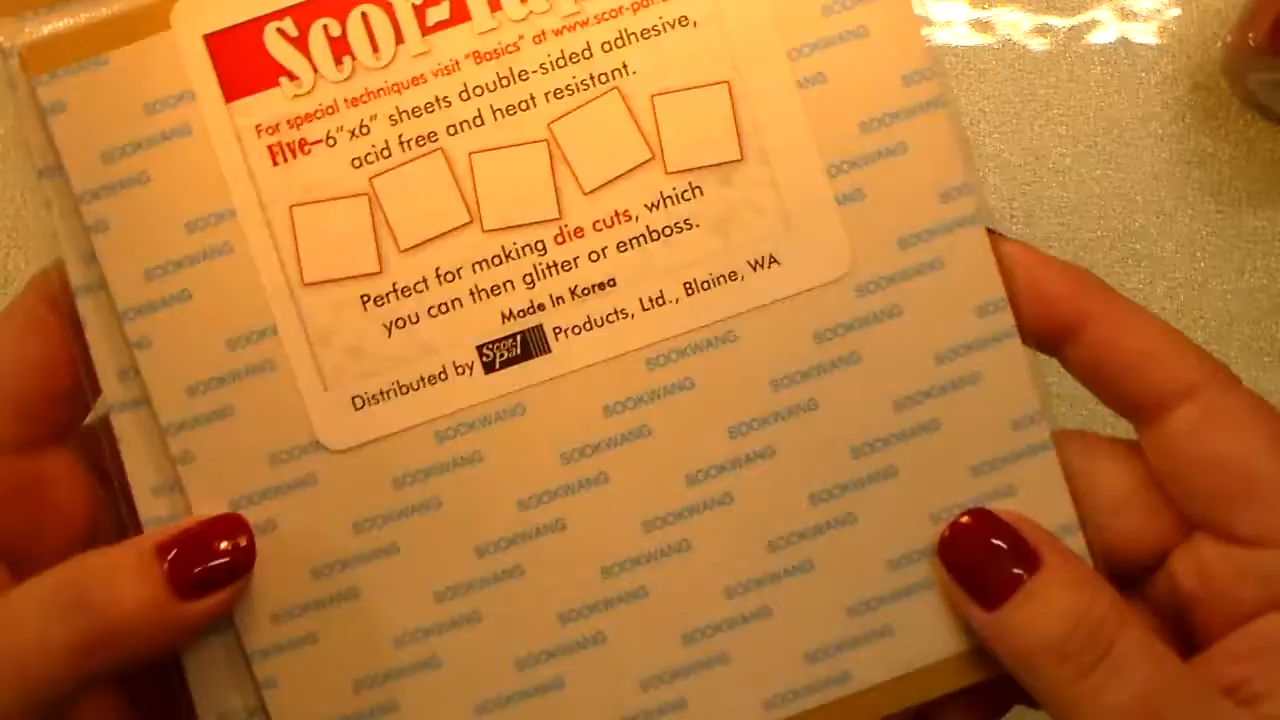 For special techniques visit "Basics" at www.scor-pal.
Five-6"x6" sheets double-sided adhesive,
acid free and heat resistant.
Perfect for making die cuts, which
you can then glitter or emboss.
Made In Korea
Distributed by Scor-Pal Products, Ltd., Blaine, WA
BOOKWANG